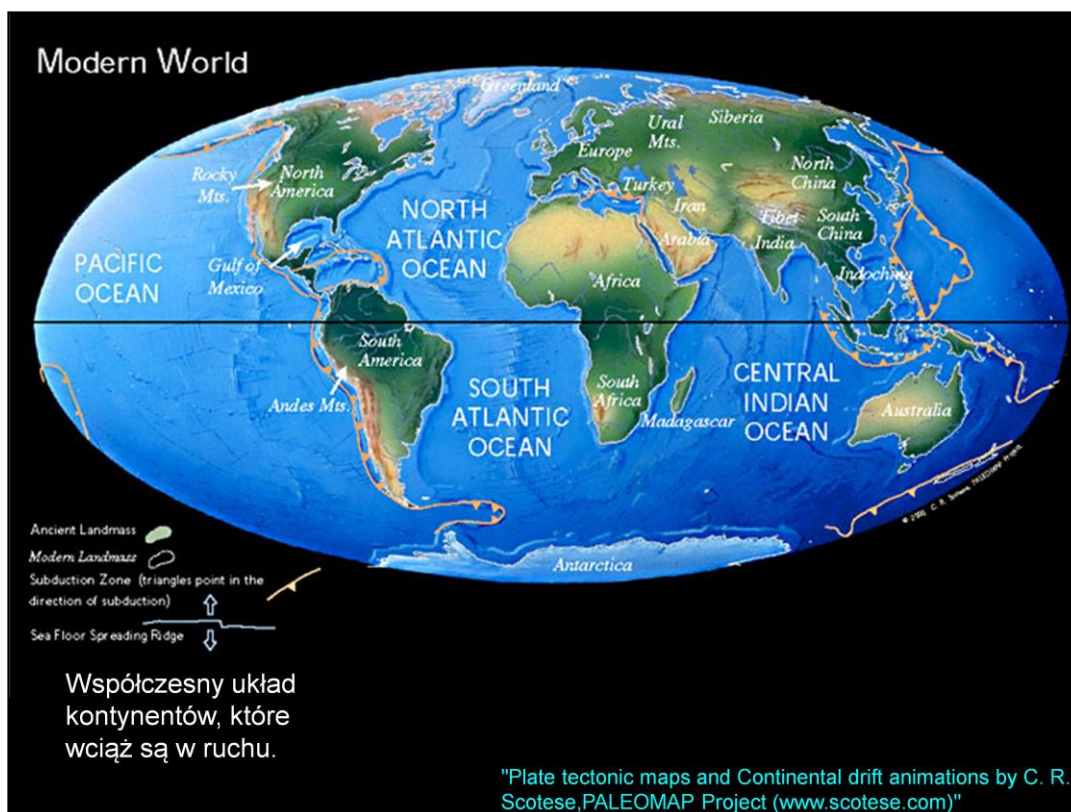 Modern World
Greenland
Siberia
Ural
Mts.
Europe
Rocky
Mts.
North
America
North
China
Turkey
NORTH
ATLANTIC
OCEAN
Iran
Tibet
South
China
Arabia
India
PACIFIC
OCEAN
Gulf of
Mexico
Africa
Indochina
South
America
SOUTH
ATLANTIC
OCEAN
South
Africa
CENTRAL
INDIAN
OCEAN
Andes Mts.
Madagascar
Australia
© 2001 C. R. Scotese, PALEOMAP Project
Antarctica
Ancient Landmass
Modern Landmass
Subduction Zone (triangles point in the
direction of subduction)
Sea Floor Spreading Ridge
Współczesny układ
kontynentów, które
wciąż są w ruchu.
"Plate tectonic maps and Continental drift animations by C. R.
Scotese,PALEOMAP Project (www.scotese.com)"